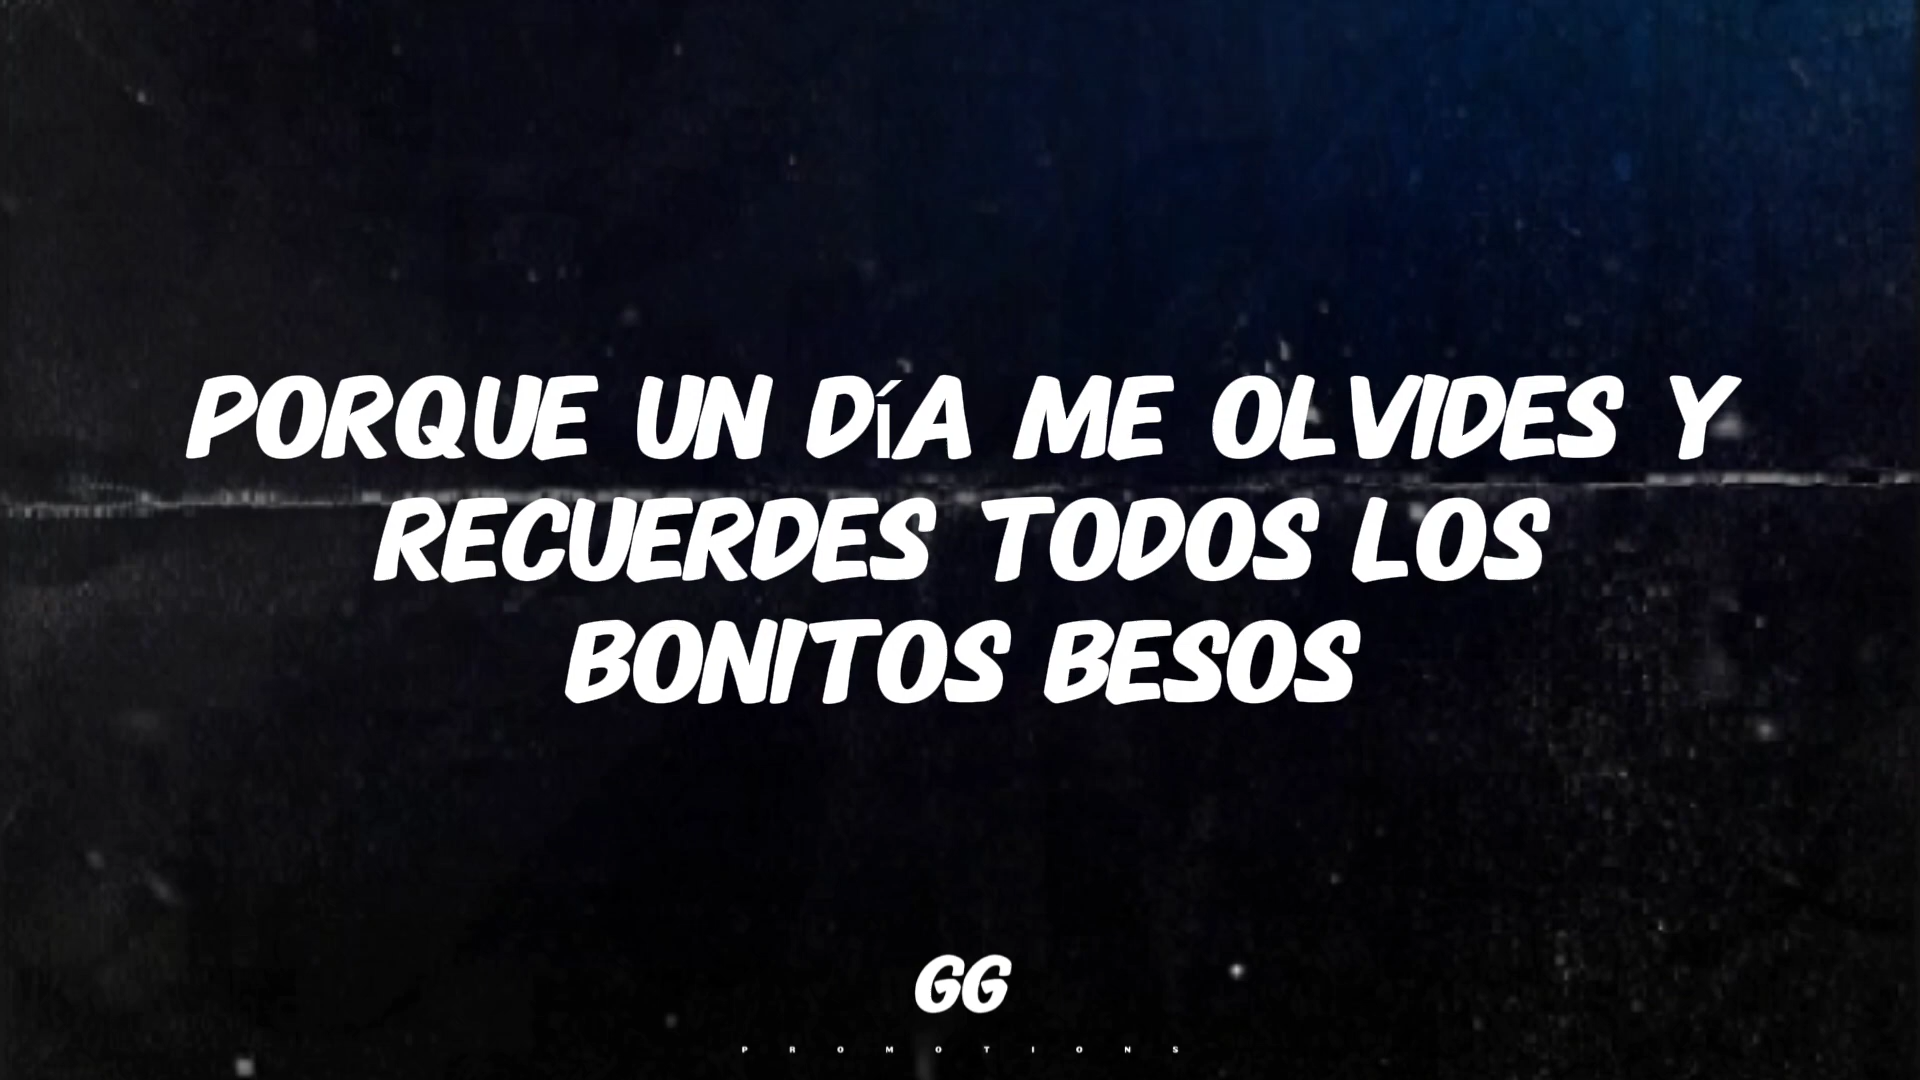 PORQUE UN DíA ME OLVIDES Y
RECUERDES TODOS LOS
BONITOS BESOS
GG
PROMOTIONS